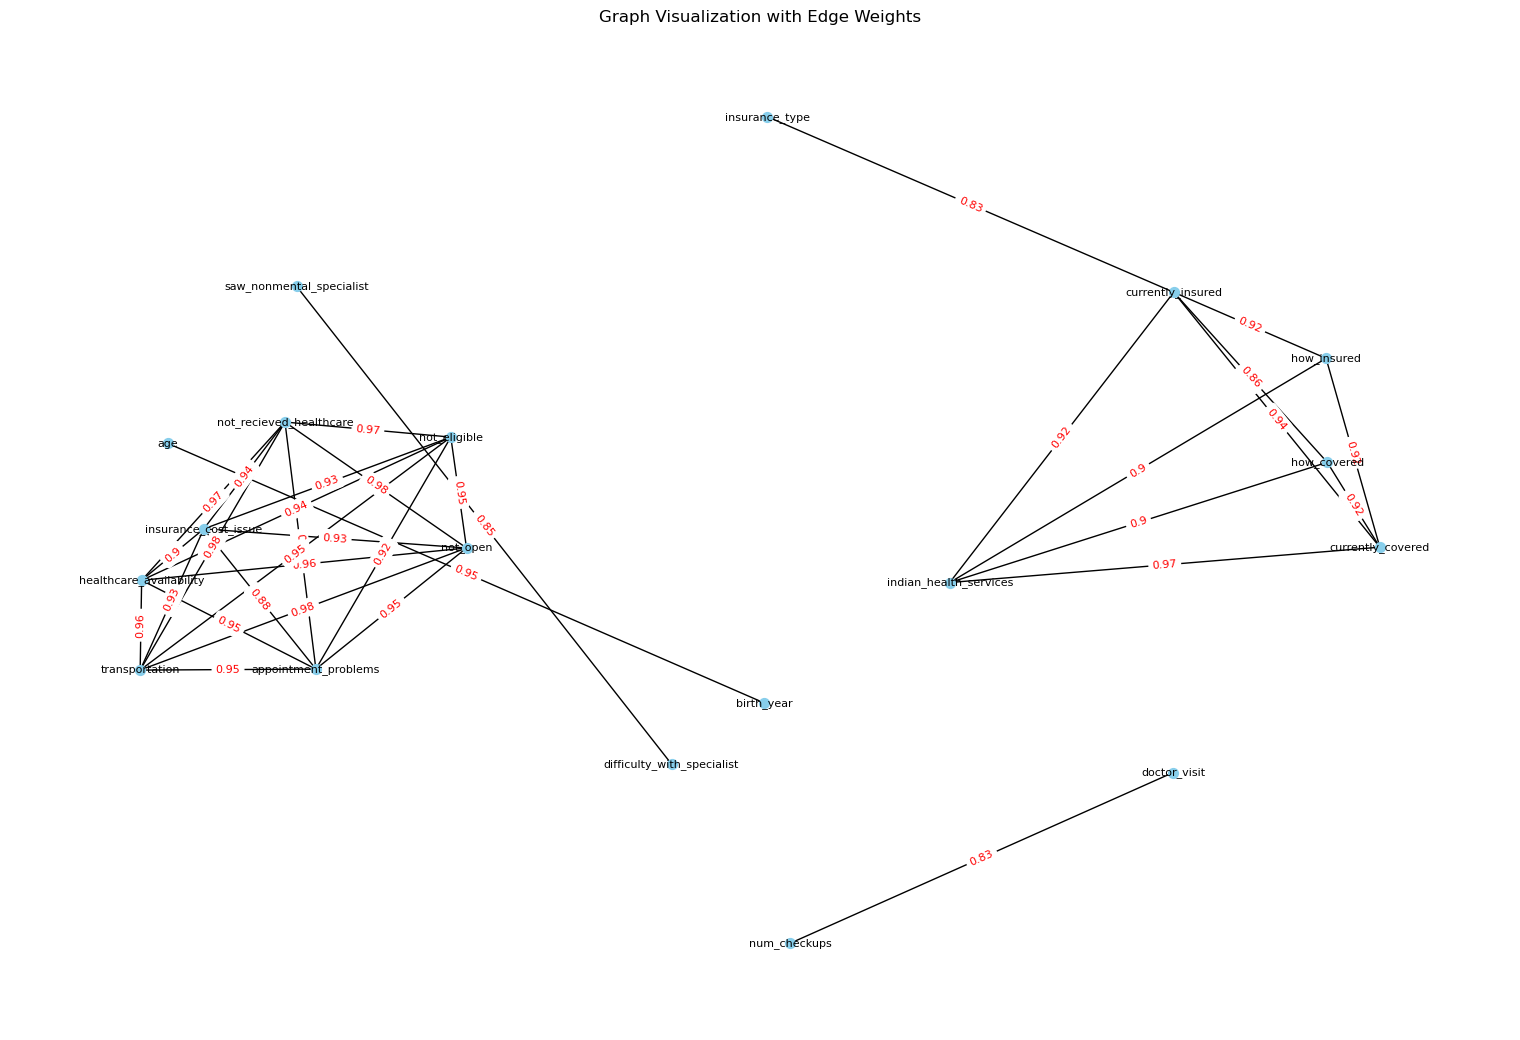 Graph Visualization with Edge Weights
insurance_type
0.83
saw_nonmental_specialist
currently_insured
0.92
how_insured
0.86
0.94
not_recieved_healthcare
0.97
not_eligible
age
0.92
0.9
how_covered
0.94
0.93
0.98
0.97
0.94
0.95
0.92
0.85
0.9
insurance_cost_issue
0.93
not_open
currently_covered
0.98
0.9
0.95
0.92
0.96
0.95
0.97
healthcare_availability
indian_health_services
0.93
0.88
0.98
0.95
0.96
0.95
transportation
0.95
appointment_problems
birth_year
difficulty_with_specialist
doctor_visit
0.83
num_checkups